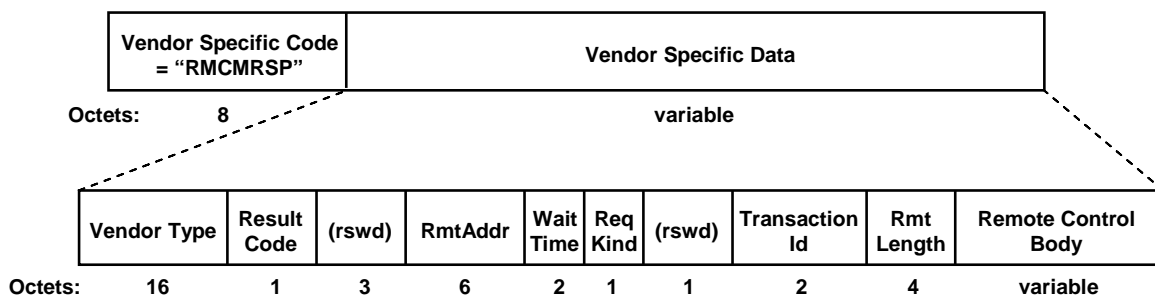 Vendor Specific Code
= “RMCMRSP”
Vendor Specific Data
Octets: 8 variable
Vendor Type
Result
Code
(rswd)
RmtAddr
Wait
Time
Req
Kind
(rswd)
Transaction
Id
Rmt
Length
Remote Control
Body
Octets: 16 1 3 6 2 1 1 2 4 variable